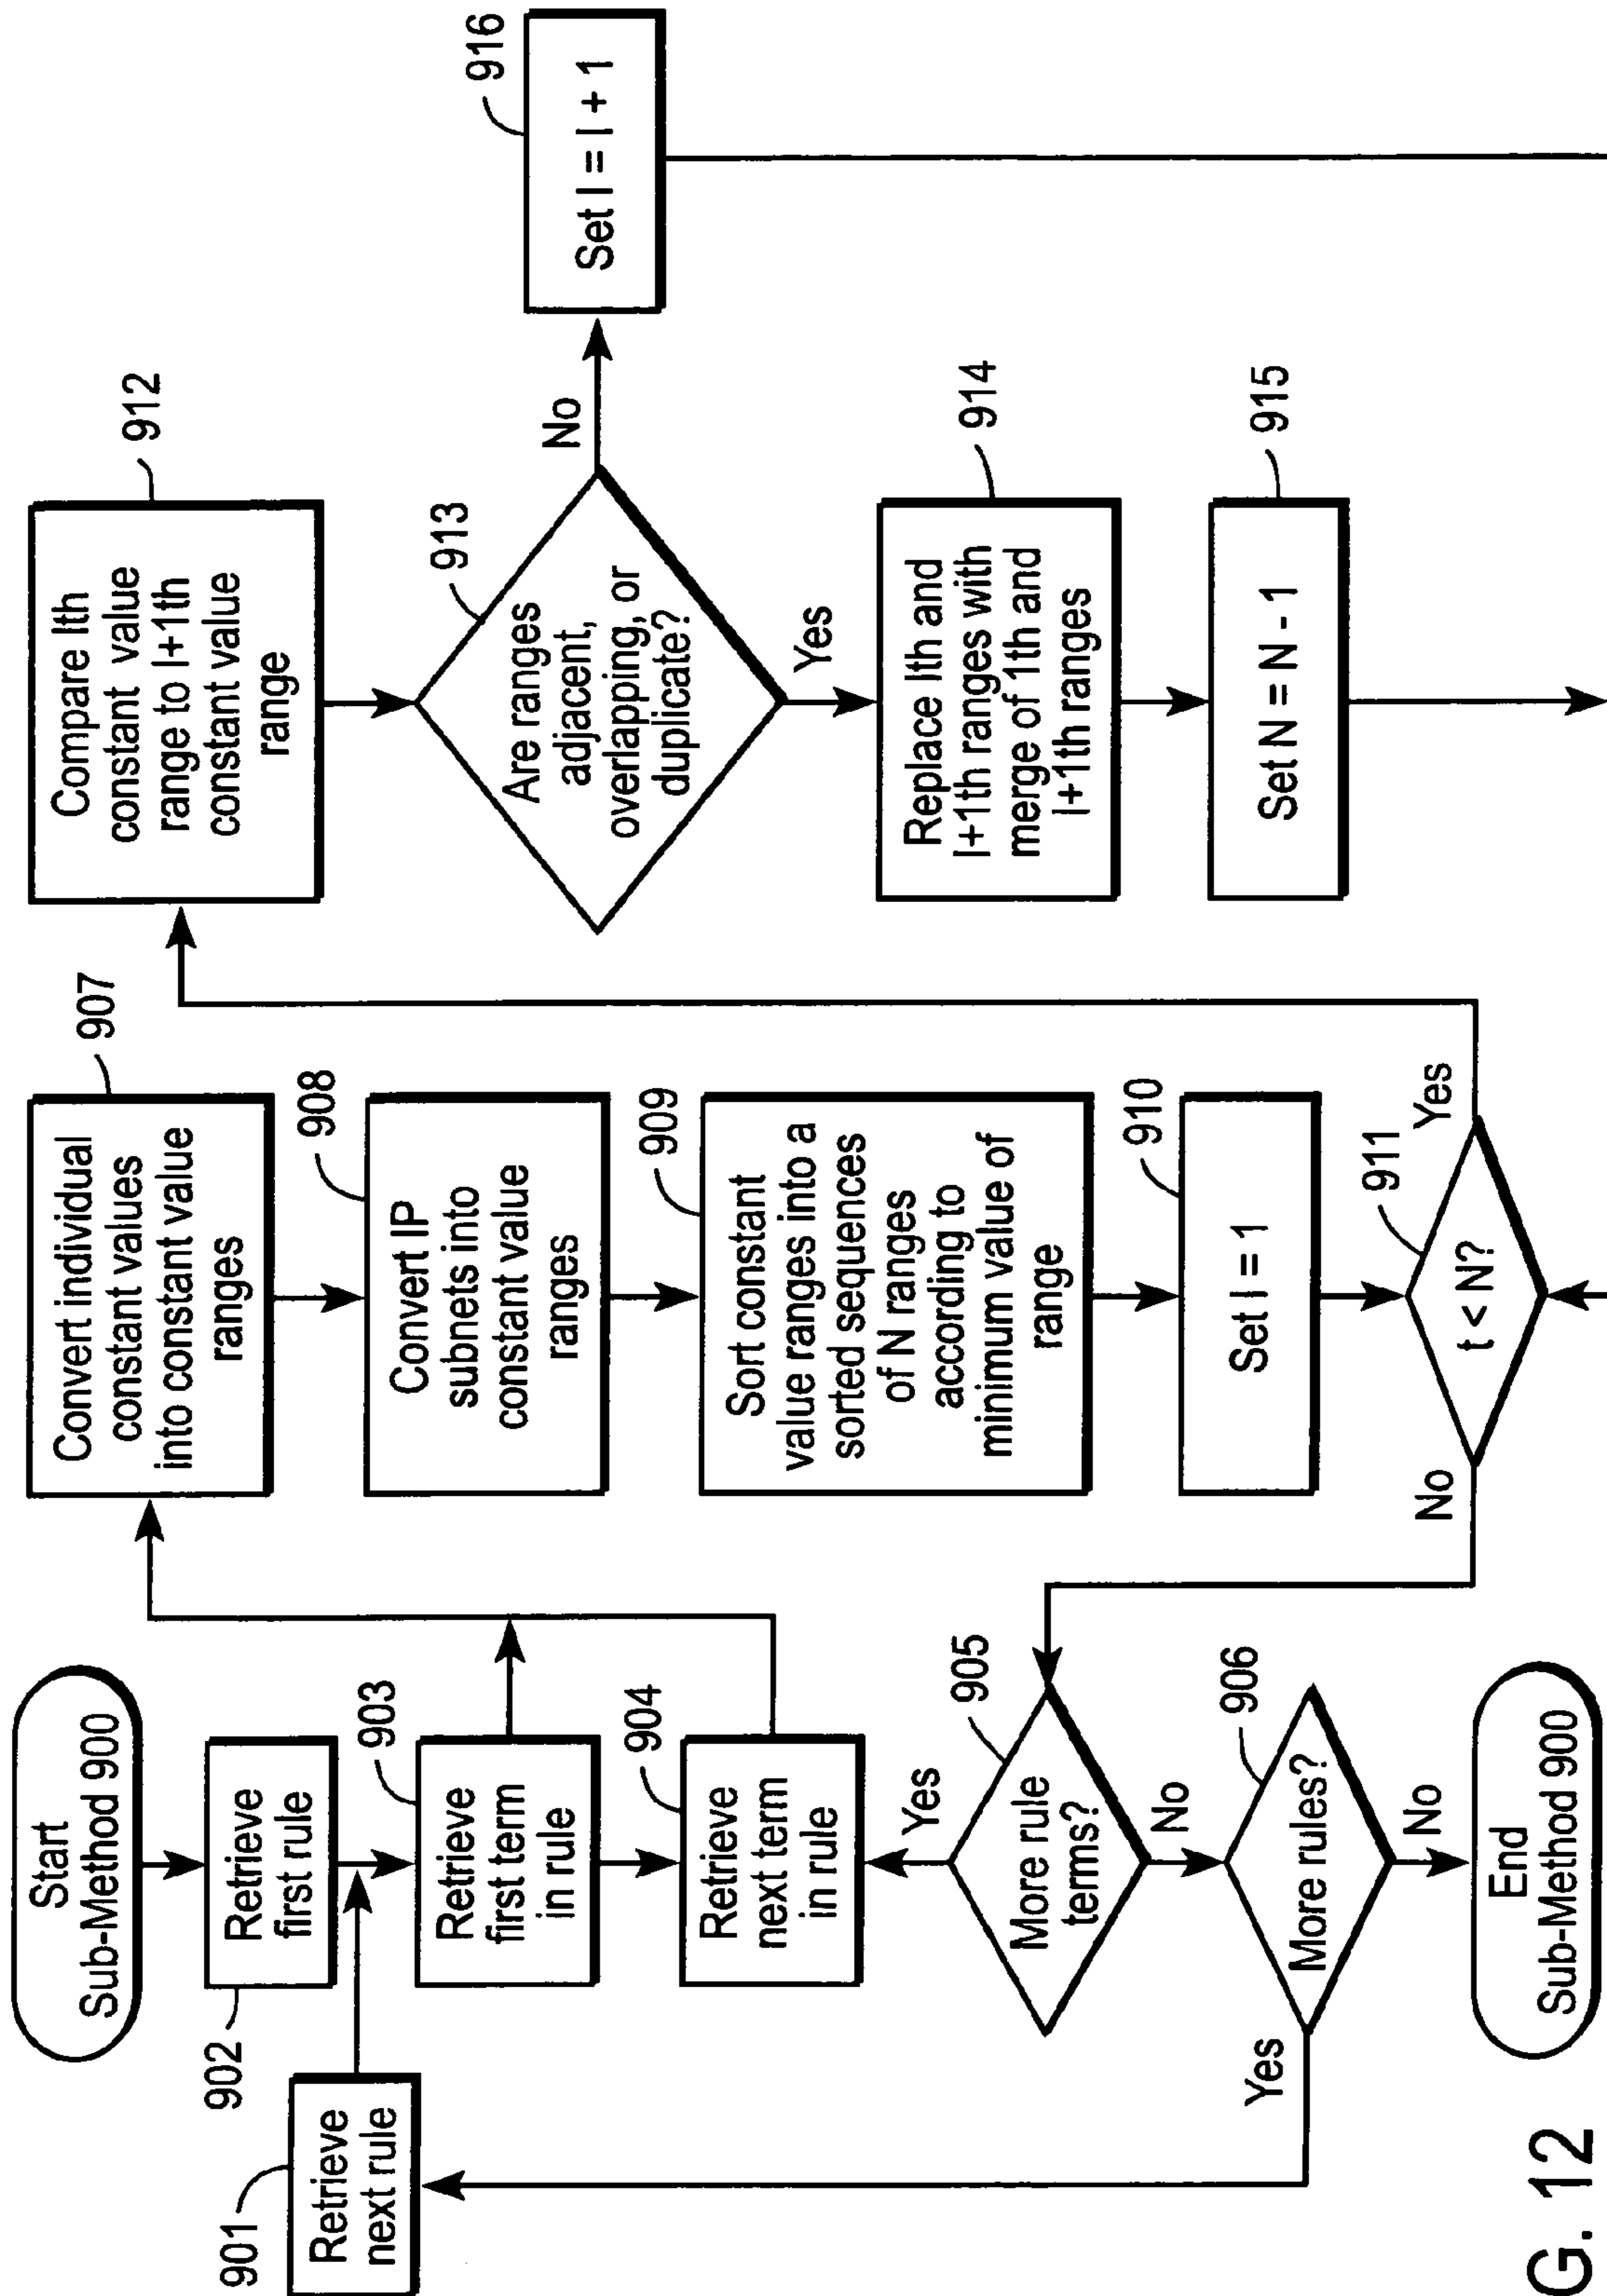 Start
Sub-Method 900
901
Retrieve
next rule
902
Retrieve
first rule
903
Retrieve
first term
in rule
904
Retrieve
next term
in rule
Yes
905
More rule
terms?
No
906
More rules?
Yes
No
End
Sub-Method 900
907
Convert individual
constant values
into constant value
ranges
908
Convert IP
subnets into
constant value
ranges
909
Sort constant
value ranges into a
sorted sequences
of N ranges
according to
minimum value of
range
910
Set I = 1
911
t < N?
No
Yes
912
Compare Ith
constant value
range to I+1th
constant value
range
913
Are ranges
adjacent,
overlapping, or
duplicate?
No
Yes
914
Replace Ith and
I+1th ranges with
merge of 1th and
I+1th ranges
915
Set N = N - 1
916
Set I = I + 1
G. 12